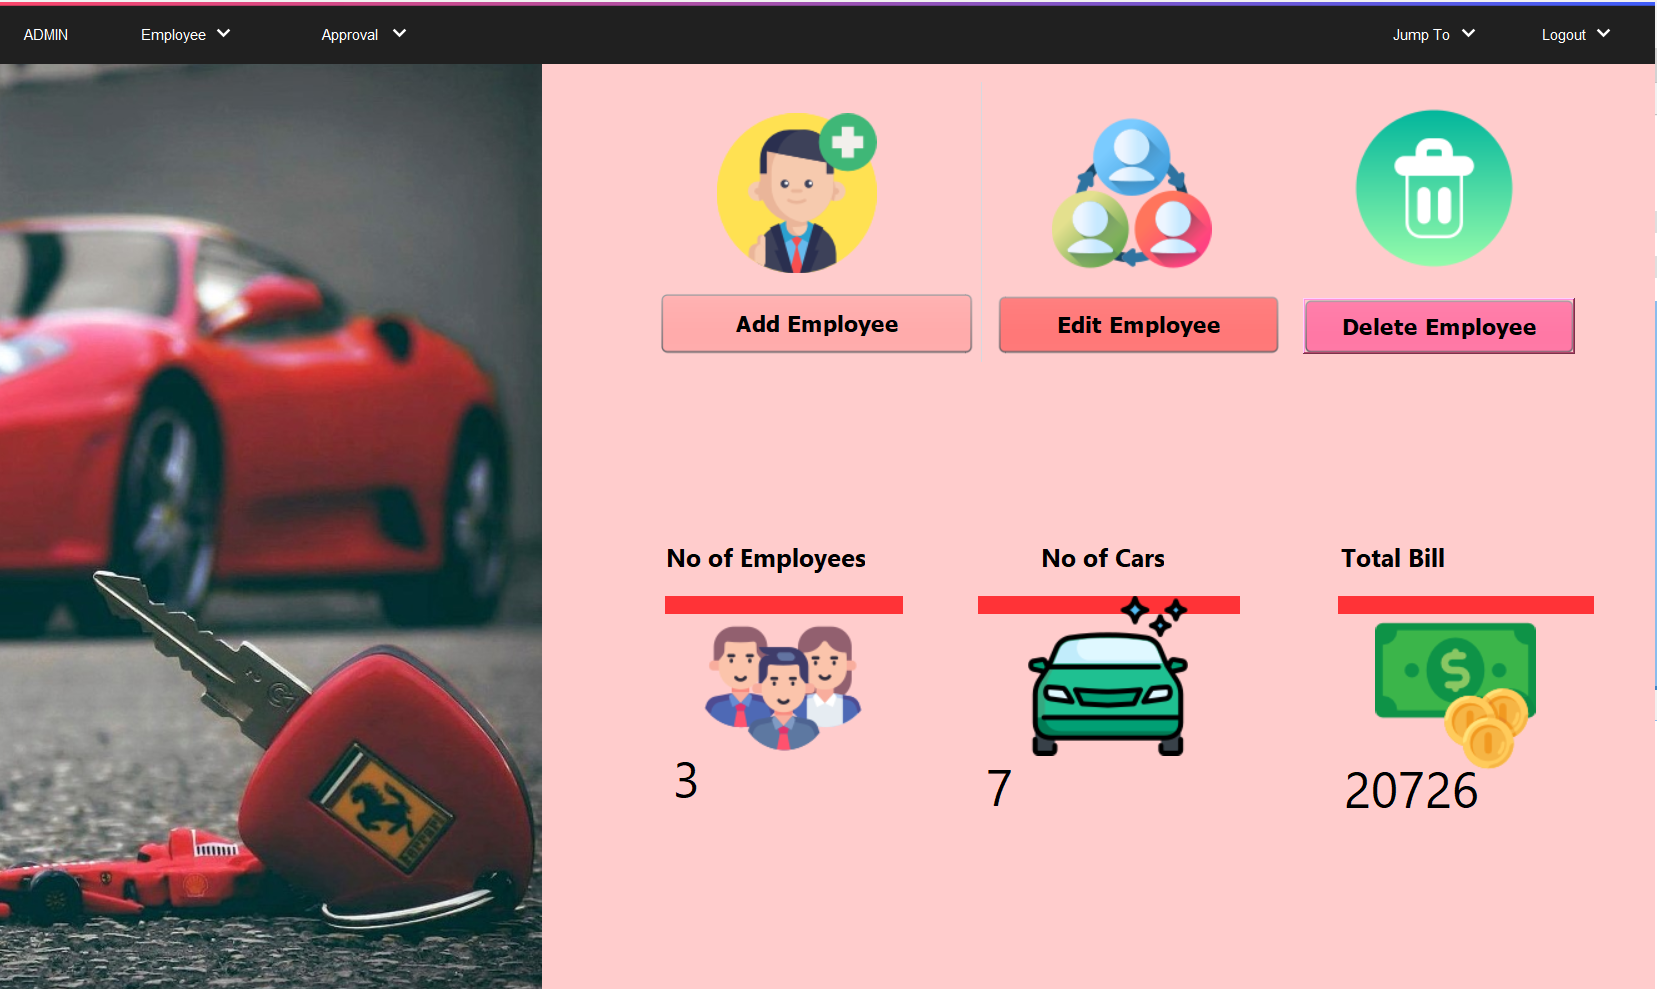 ADMIN Employee Approval Jump To Logout
Add Employee Edit Employee Delete Employee
No of Employees No of Cars Total Bill
3 7 20726
Ferrari